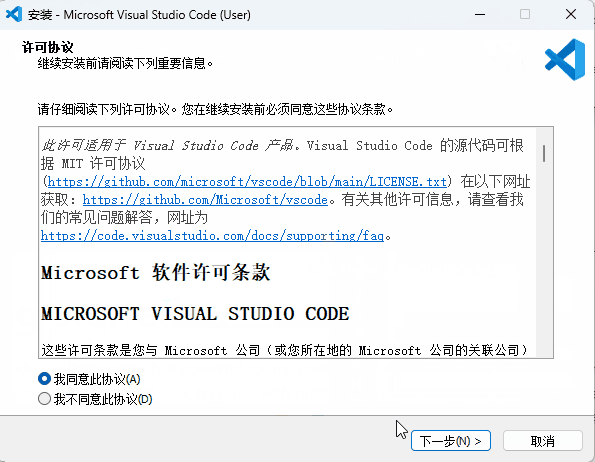 安装 - Microsoft Visual Studio Code (User)
许可协议
继续安装前请阅读下列重要信息。
请仔细阅读下列许可协议。您在继续安装前必须同意这些协议条款。
此许可适用于 Visual Studio Code 产品。Visual Studio Code 的源代码可根
据 MIT 许可协议
(https://github.com/microsoft/vscode/blob/main/LICENSE.txt) 在以下网址
获取：https://github.com/Microsoft/vscode。有关其他许可信息，请查看我
们的常见问题解答，网址为
https://code.visualstudio.com/docs/supporting/faq。
Microsoft 软件许可条款
MICROSOFT VISUAL STUDIO CODE
这些许可条款是您与 Microsoft 公司（或您所在地的 Microsoft 公司的关联公司）
我同意此协议(A)
我不同意此协议(D)
下一步(N) >
取消